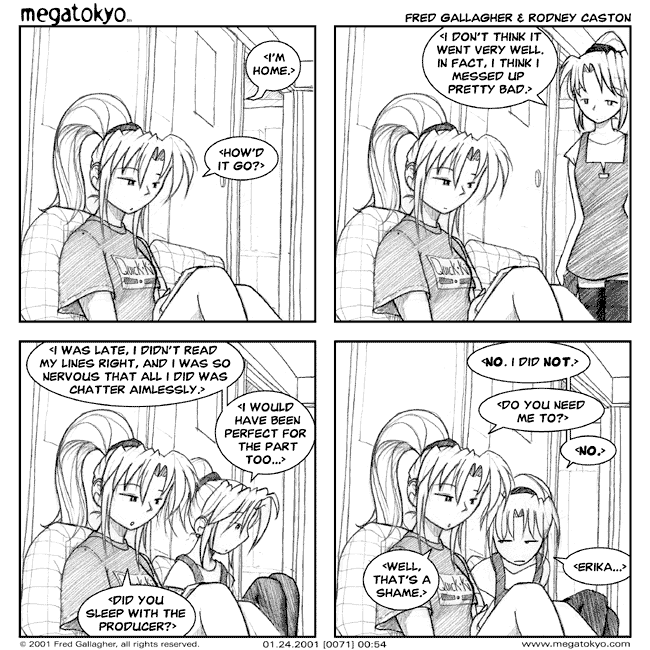 megatokyo
FRED GALLAGHER & RODNEY CASTON
<I'M
HOME.>
<HOW'D
IT GO?>
<I DON'T THINK IT
WENT VERY WELL.
IN FACT, I THINK I
MESSED UP
PRETTY BAD.>
<I WAS LATE, I DIDN'T READ
MY LINES RIGHT, AND I WAS SO
NERVOUS THAT ALL I DID WAS
CHATTER AIMLESSLY.>
<I WOULD
HAVE BEEN
PERFECT FOR
THE PART
TOO...>
<DID YOU
SLEEP WITH THE
PRODUCER?>
<NO. I DID NOT.>
<DO YOU NEED
ME TO?>
<NO.>
<WELL,
THAT'S A
SHAME.>
<ERIKA...>
© 2001 Fred Gallagher, all rights reserved.
01.24.2001 [0071] 00:54
www.megatokyo.com